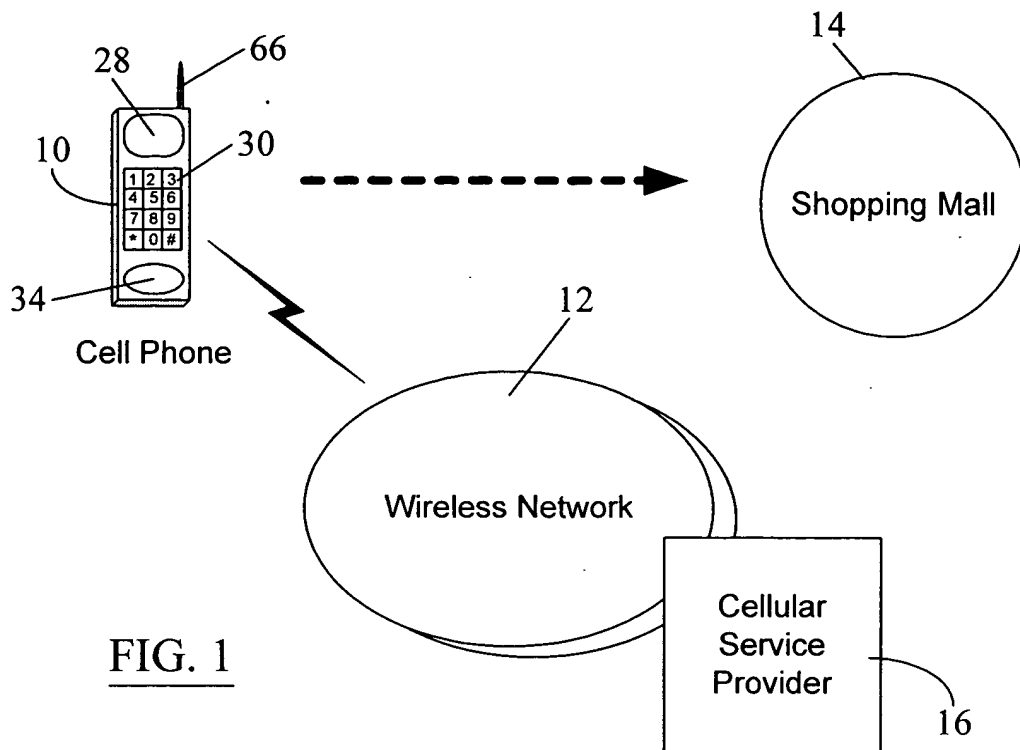 14
66
28
10
30
1 2 3
4 5 6
7 8 9
* 0 #
Shopping Mall
34
Cell Phone
12
Wireless Network
Cellular
Service
Provider
FIG. 1
16